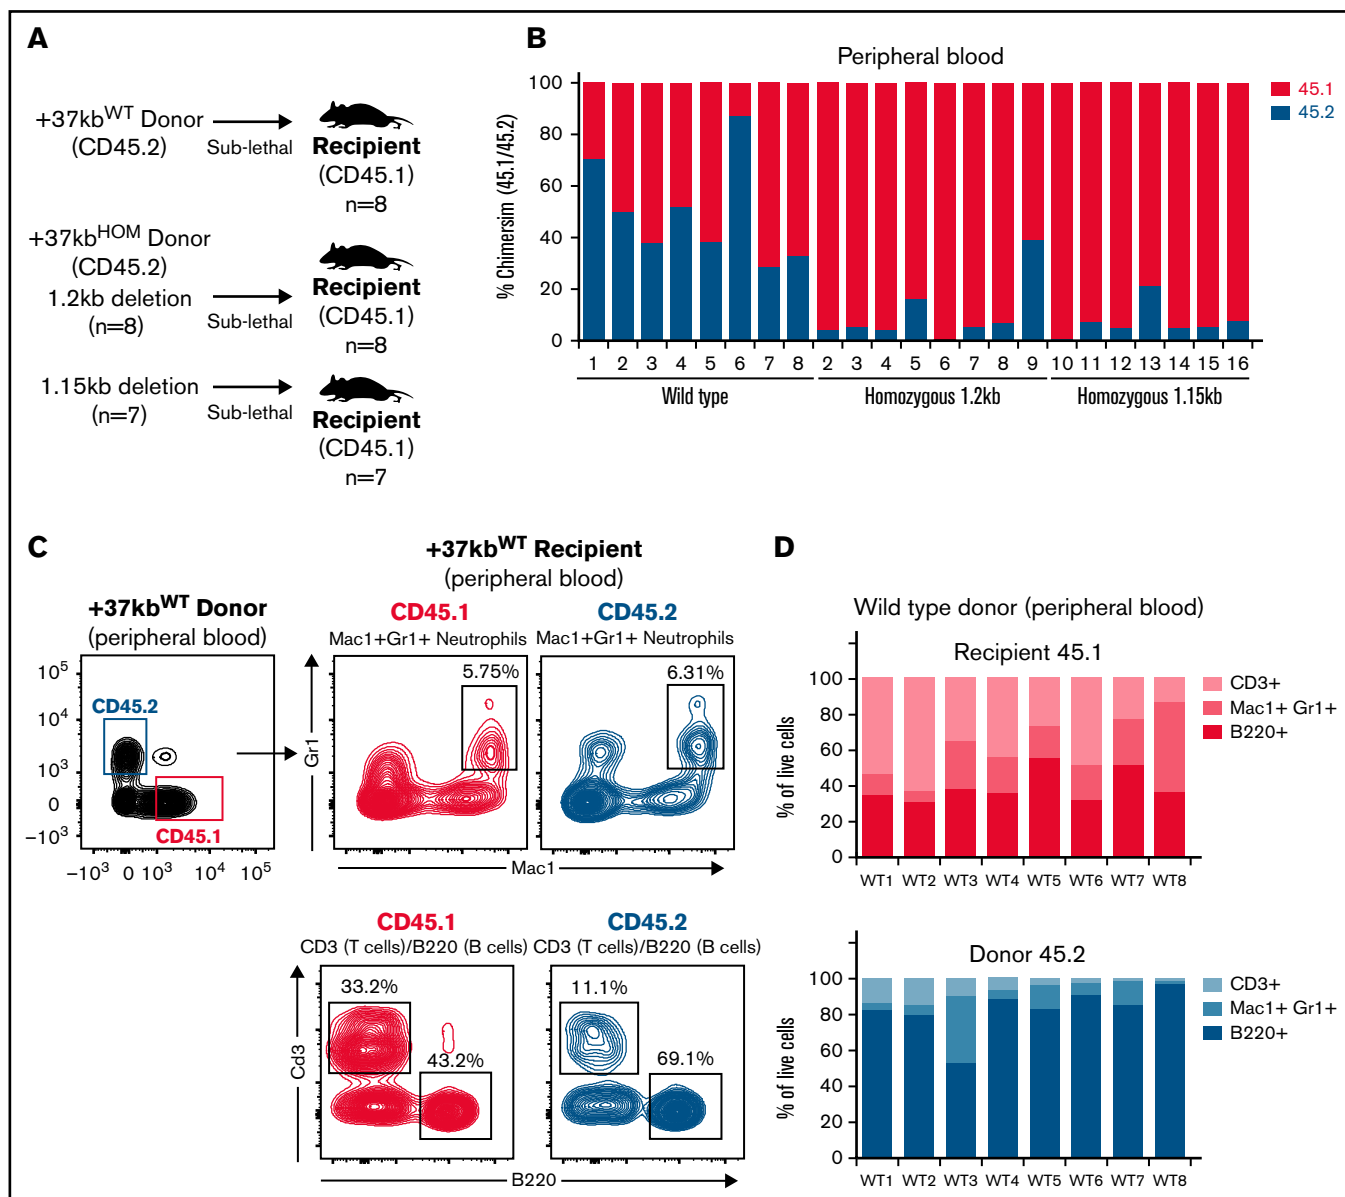 A
+37kbWT Donor
(CD45.2)
Sub-lethal
Recipient
(CD45.1)
n=8
+37kbHOM Donor
(CD45.2)
1.2kb deletion
(n=8)
Sub-lethal
Recipient
(CD45.1)
n=8
1.15kb deletion
(n=7)
Sub-lethal
Recipient
(CD45.1)
n=7
B
Peripheral blood
% Chimersim (45.1/45.2)
100
80
60
40
20
0
1 2 3 4 5 6 7 8 2 3 4 5 6 7 8 9 10 11 12 13 14 15 16
Wild type Homozygous 1.2kb Homozygous 1.15kb
45.1
45.2
C
+37kbWT Donor
(peripheral blood)
105
104
103
0
−103
CD45.2
CD45.1
−103 0 103 104 105
+37kbWT Recipient
(peripheral blood)
CD45.1
Mac1+Gr1+ Neutrophils
5.75%
CD45.2
Mac1+Gr1+ Neutrophils
6.31%
Gr1
Mac1
CD45.1
CD3 (T cells)/B220 (B cells)
33.2%
43.2%
CD45.2
CD3 (T cells)/B220 (B cells)
11.1%
69.1%
Cd3
B220
D
Wild type donor (peripheral blood)
Recipient 45.1
% of live cells
100
80
60
40
20
0
WT1 WT2 WT3 WT4 WT5 WT6 WT7 WT8
CD3+
Mac1+ Gr1+
B220+
Donor 45.2
% of live cells
100
80
60
40
20
0
WT1 WT2 WT3 WT4 WT5 WT6 WT7 WT8
CD3+
Mac1+ Gr1+
B220+